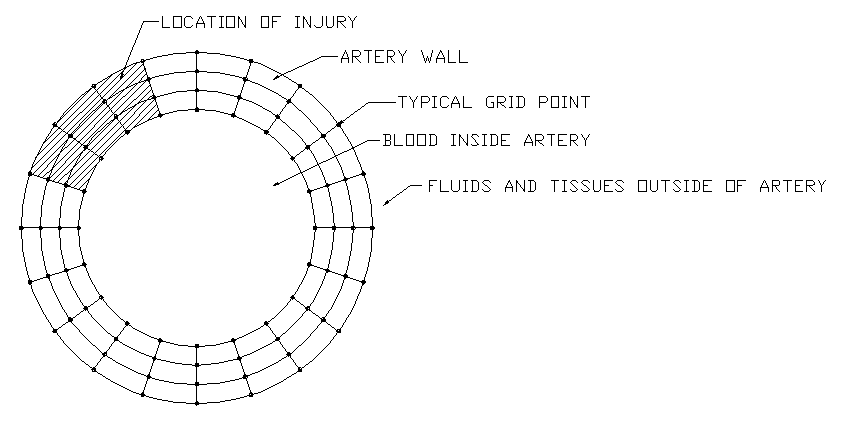 LOCATION OF INJURY
ARTERY WALL
TYPICAL GRID POINT
BLOOD INSIDE ARTERY
FLUIDS AND TISSUES OUTSIDE OF ARTERY